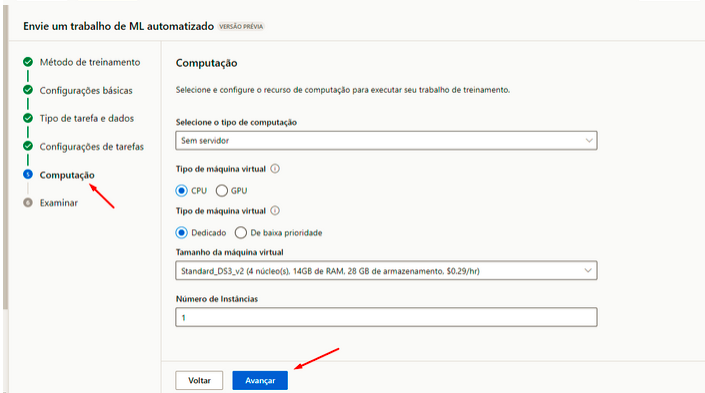 Envie um trabalho de ML automatizado VERSÃO PRÉVIA
Método de treinamento
Configurações básicas
Tipo de tarefa e dados
Configurações de tarefas
5 Computação
6 Examinar
Computação
Selecione e configure o recurso de computação para executar seu trabalho de treinamento.
Selecione o tipo de computação
Sem servidor
Tipo de máquina virtual
CPU GPU
Tipo de máquina virtual
Dedicado De baixa prioridade
Tamanho da máquina virtual
Standard_DS3_v2 (4 núcleo(s), 14GB de RAM, 28 GB de armazenamento, $0.29/hr)
Número de Instâncias
1
Voltar Avançar